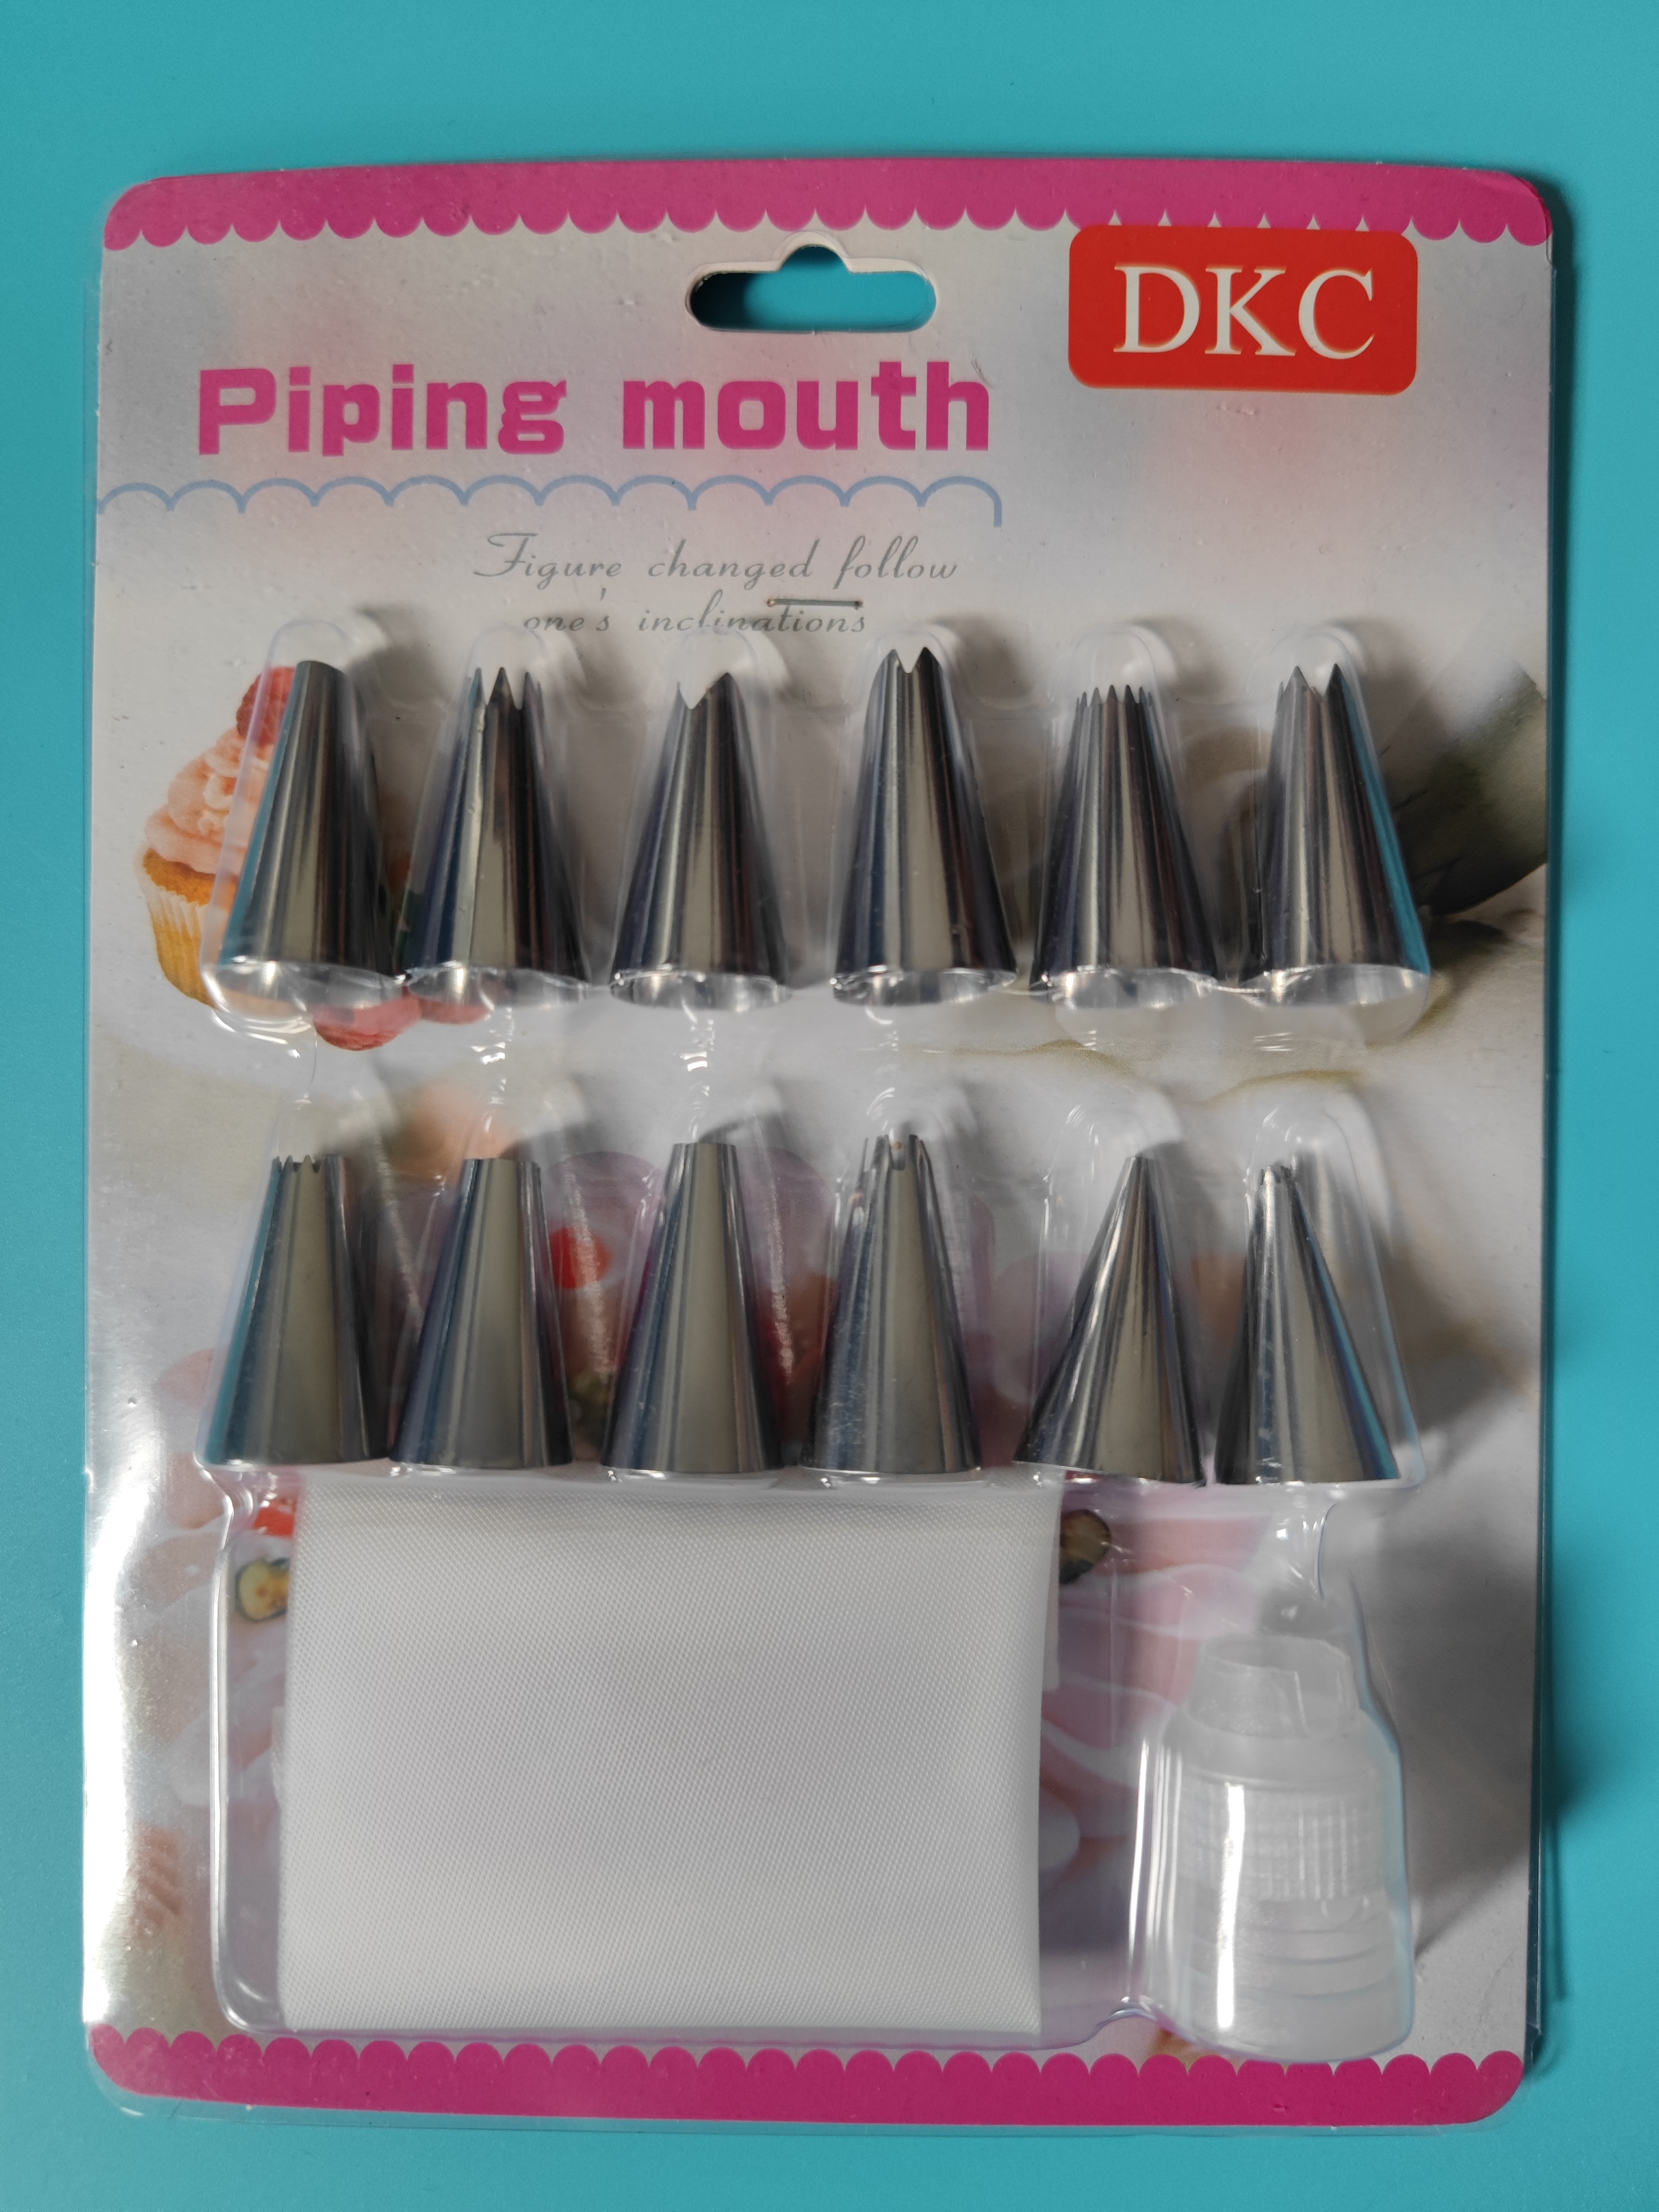 DKC
Piping mouth
Figure changed follow
one's inclinations